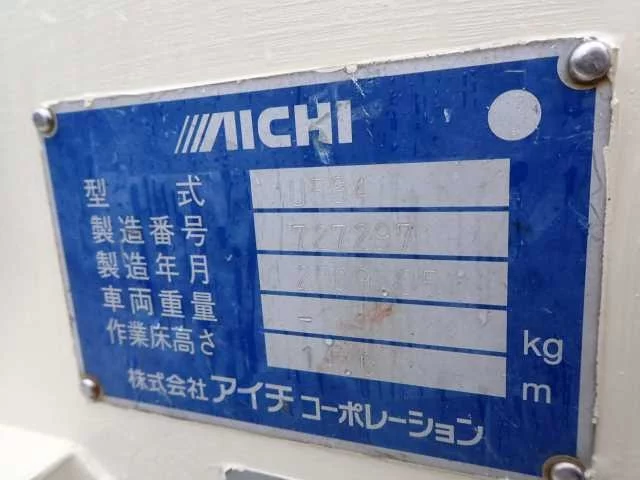 AICHI
型式
製造番号 727297
製造年月
車両重量 - kg
作業床高さ m
株式会社 アイチ コーポレーション